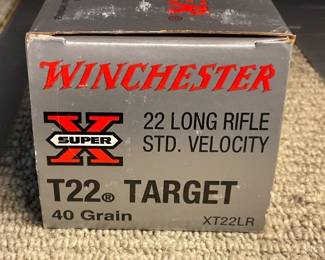 WINCHESTER
X
SUPER
22 LONG RIFLE
STD. VELOCITY
T22® TARGET
40 Grain
XT22LR